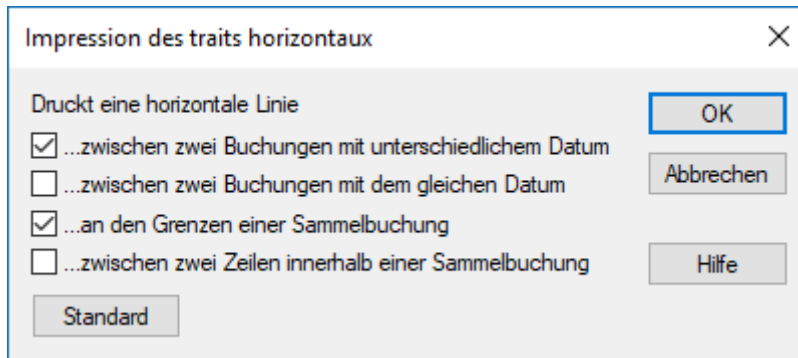 Impression des traits horizontaux
Druckt eine horizontale Linie
...zwischen zwei Buchungen mit unterschiedlichem Datum
...zwischen zwei Buchungen mit dem gleichen Datum
...an den Grenzen einer Sammelbuchung
...zwischen zwei Zeilen innerhalb einer Sammelbuchung
Standard
OK
Abbrechen
Hilfe